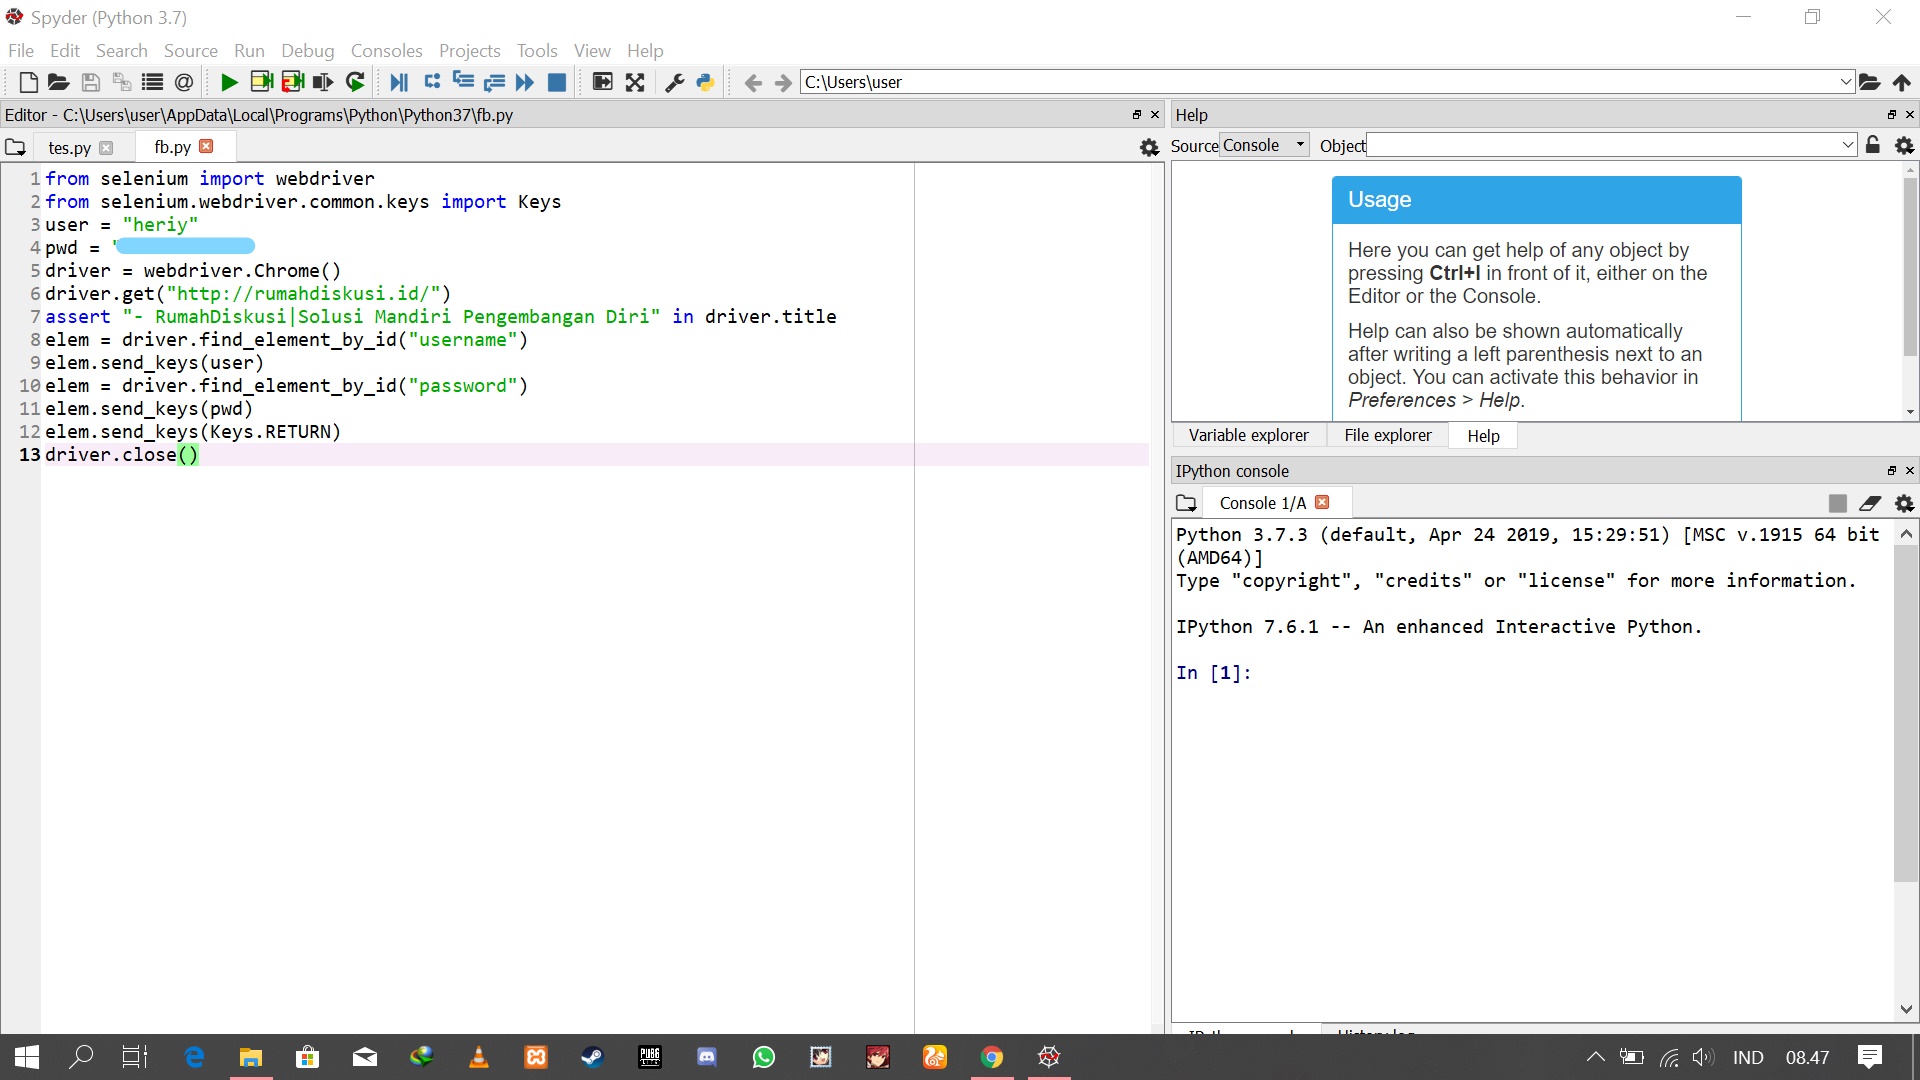 Spyder (Python 3.7)
File Edit Search Source Run Debug Consoles Projects Tools View Help
C:\Users\user
Editor - C:\Users\user\AppData\Local\Programs\Python\Python37\fb.py
tes.py fb.py
1 from selenium import webdriver
2 from selenium.webdriver.common.keys import Keys
3 user = "heriy"
4 pwd = "
5 driver = webdriver.Chrome()
6 driver.get("http://rumahdiskusi.id/")
7 assert "- RumahDiskusi|Solusi Mandiri Pengembangan Diri" in driver.title
8 elem = driver.find_element_by_id("username")
9 elem.send_keys(user)
10 elem = driver.find_element_by_id("password")
11 elem.send_keys(pwd)
12 elem.send_keys(Keys.RETURN)
13 driver.close()
Help
Source Console Object
Usage
Here you can get help of any object by
pressing Ctrl+I in front of it, either on the
Editor or the Console.
Help can also be shown automatically
after writing a left parenthesis next to an
object. You can activate this behavior in
Preferences > Help.
Variable explorer File explorer Help
IPython console
Console 1/A
Python 3.7.3 (default, Apr 24 2019, 15:29:51) [MSC v.1915 64 bit
(AMD64)]
Type "copyright", "credits" or "license" for more information.
IPython 7.6.1 -- An enhanced Interactive Python.
In [1]:
PUBG
IND 08.47